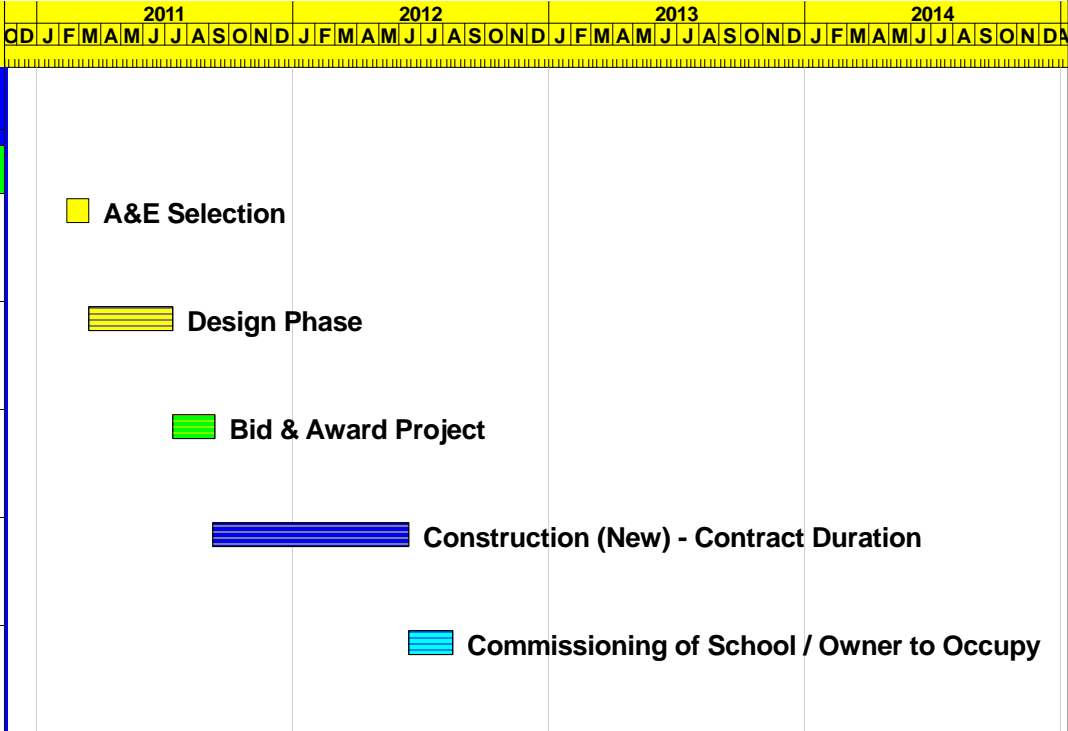 2011 2012 2013 2014
D J F M A M J J A S O N D J F M A M J J A S O N D J F M A M J J A S O N D J F M A M J J A S O N D
A&E Selection
Design Phase
Bid & Award Project
Construction (New) - Contract Duration
Commissioning of School / Owner to Occupy